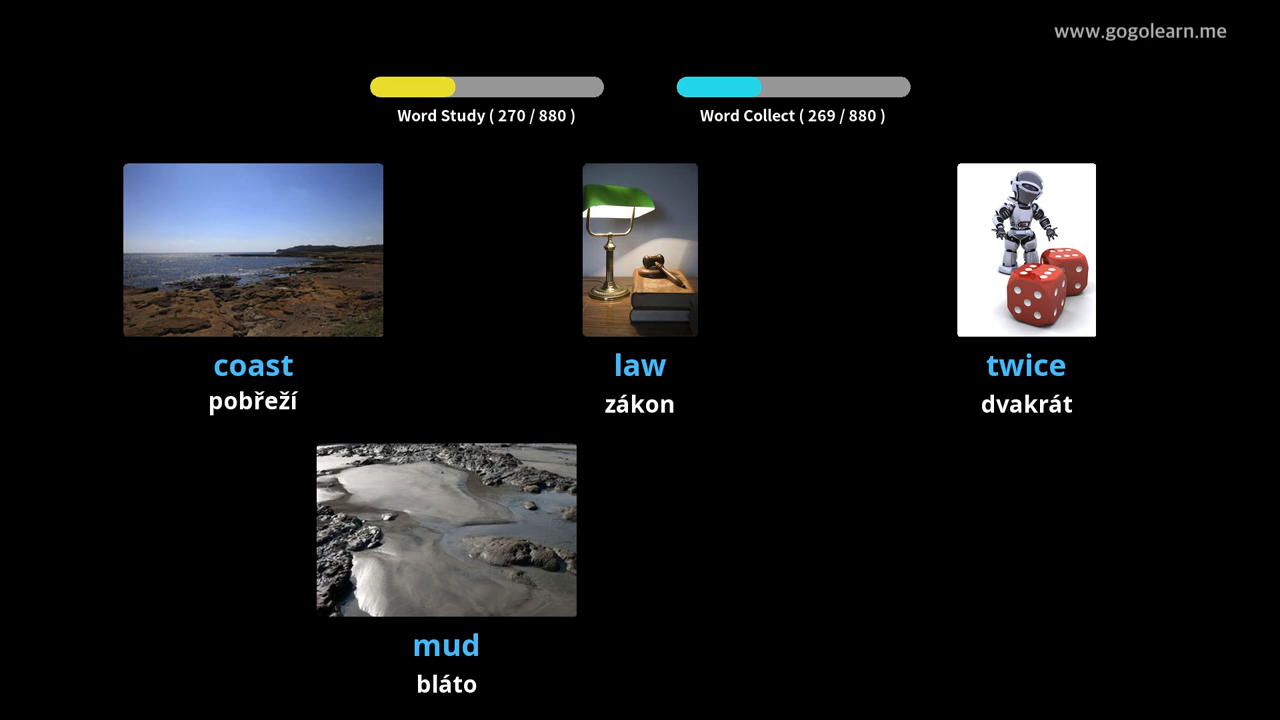 www.gogolearn.me
Word Study ( 270 / 880 )
Word Collect ( 269 / 880 )
coast
pobřeží
law
zákon
twice
dvakrát
mud
bláto